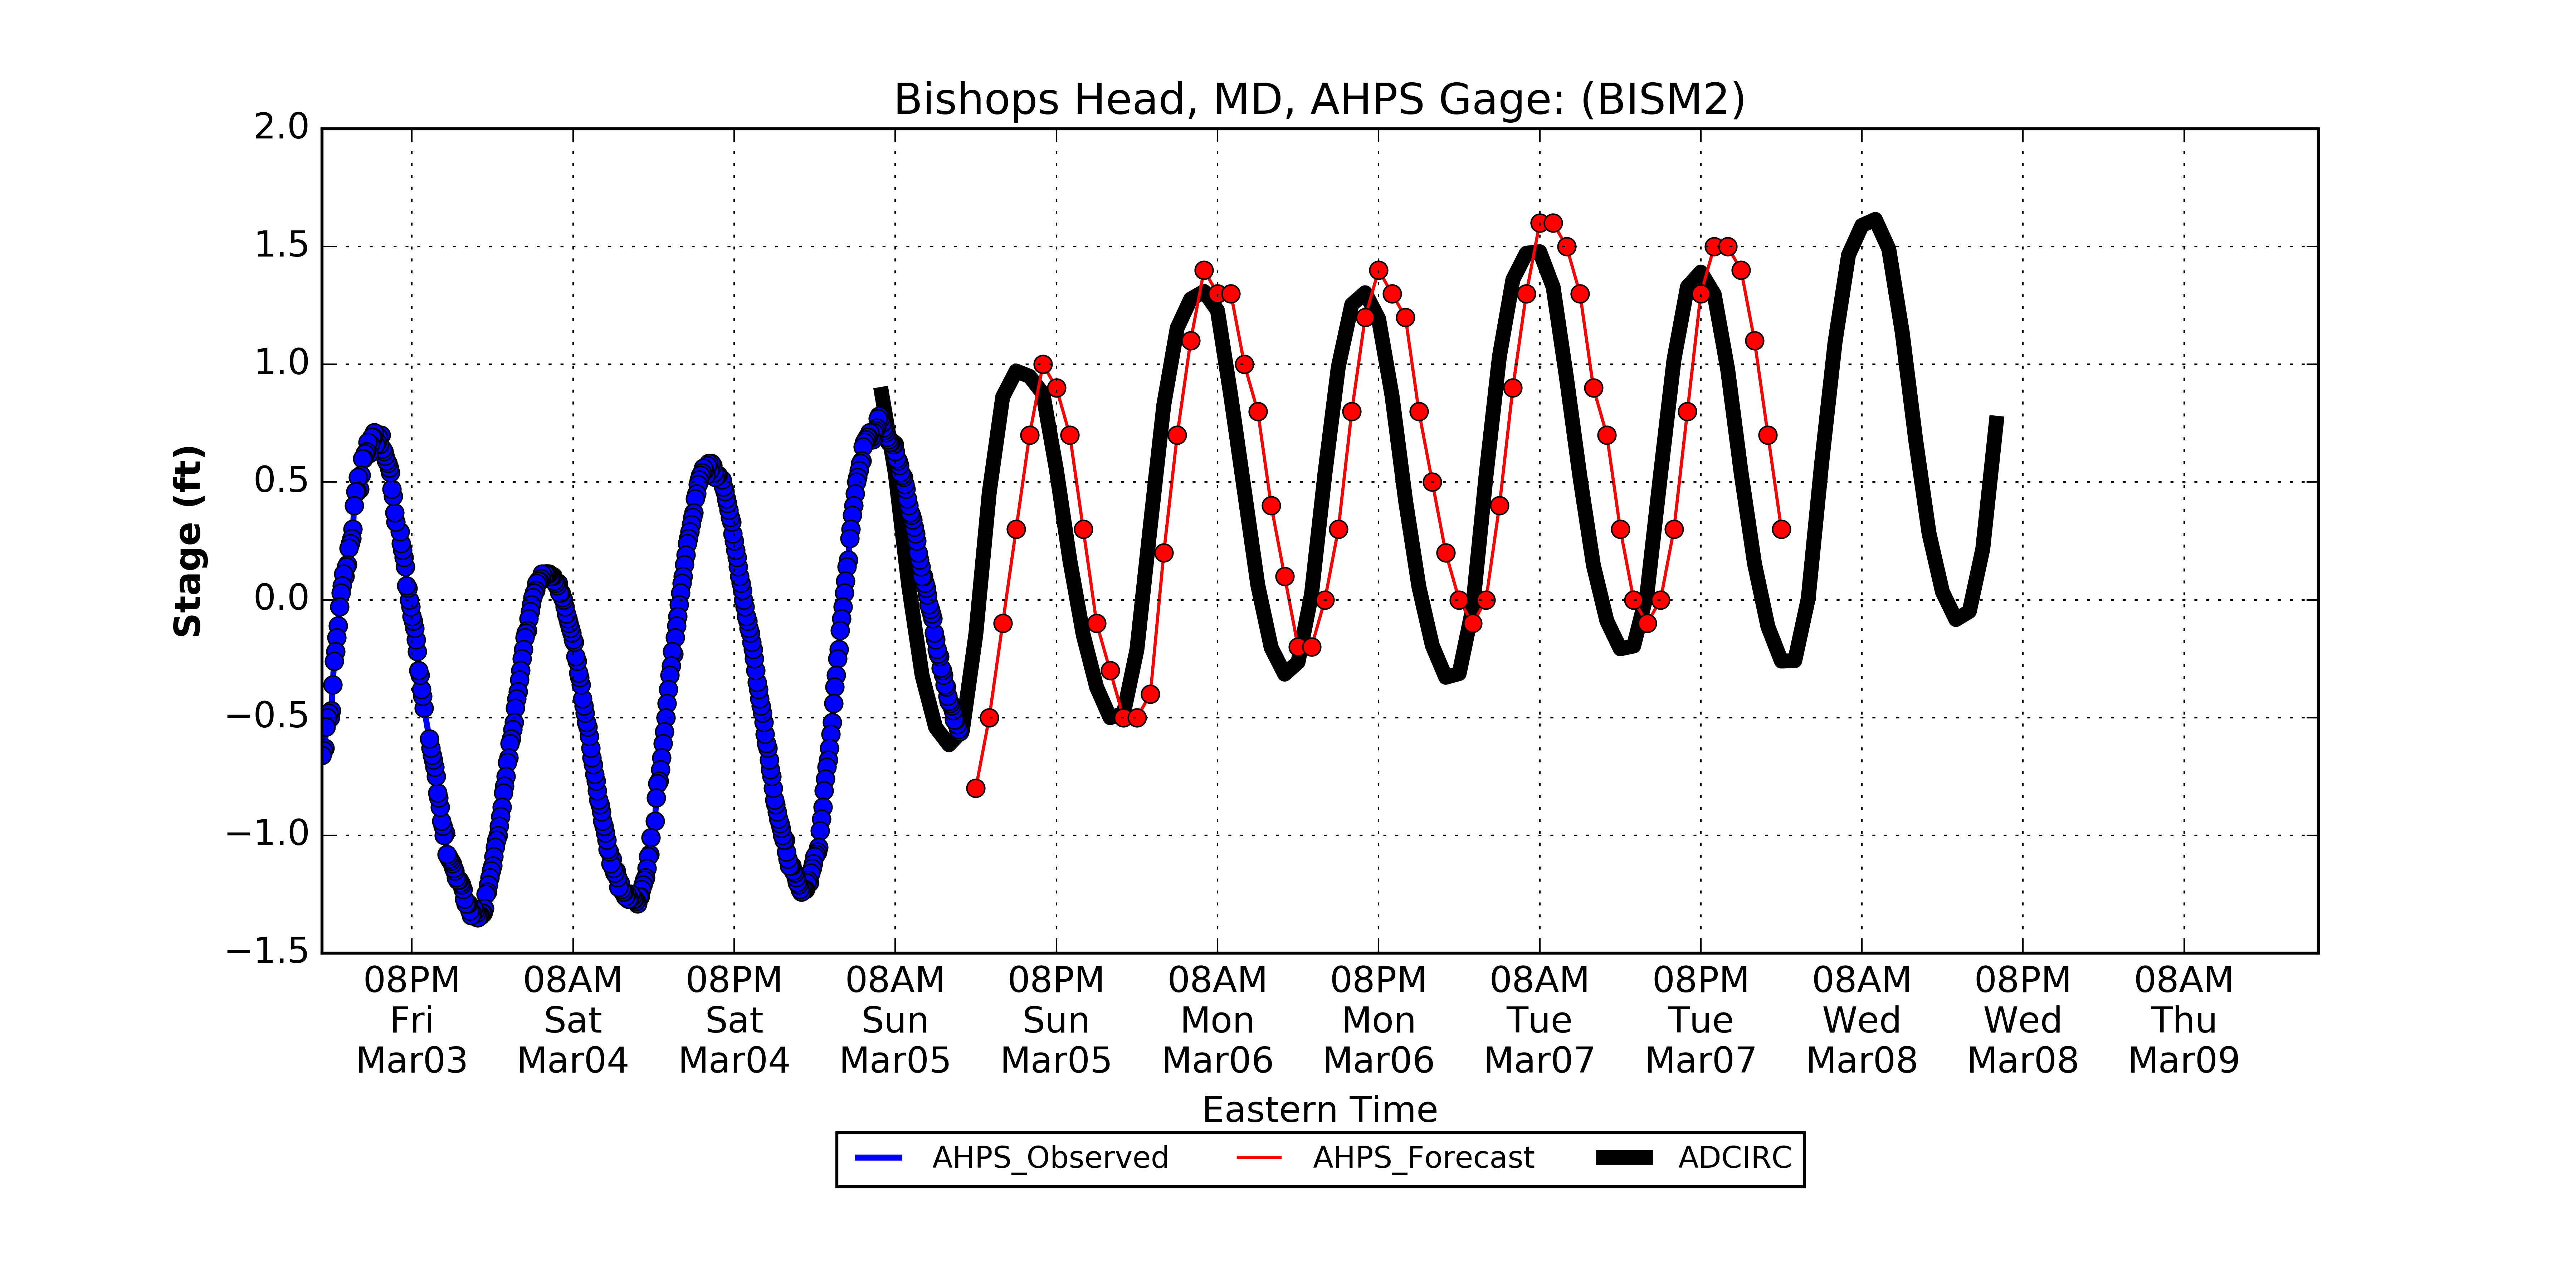 Bishops Head, MD, AHPS Gage: (BISM2)
Stage (ft)
2.0
1.5
1.0
0.5
0.0
−0.5
−1.0
−1.5
08PM 08AM 08PM 08AM 08PM 08AM 08PM 08AM 08PM 08AM 08PM 08AM
Fri Sat Sat Sun Sun Mon Mon Tue Tue Wed Wed Thu
Mar03 Mar04 Mar04 Mar05 Mar05 Mar06 Mar06 Mar07 Mar07 Mar08 Mar08 Mar09
Eastern Time
AHPS_Observed AHPS_Forecast ADCIRC